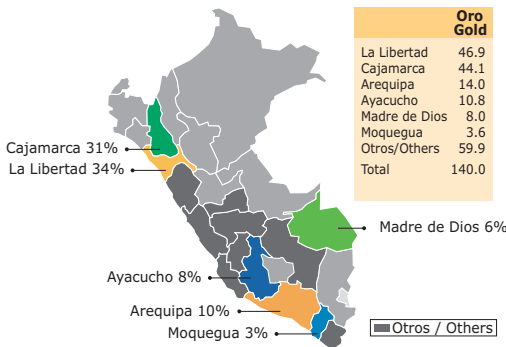 Oro
Gold
La Libertad 46.9
Cajamarca 44.1
Arequipa 14.0
Ayacucho 10.8
Madre de Dios 8.0
Moquegua 3.6
Otros/Others 59.9
Total 140.0
Cajamarca 31%
La Libertad 34%
Madre de Dios 6%
Ayacucho 8%
Arequipa 10%
Moquegua 3%
Otros / Others